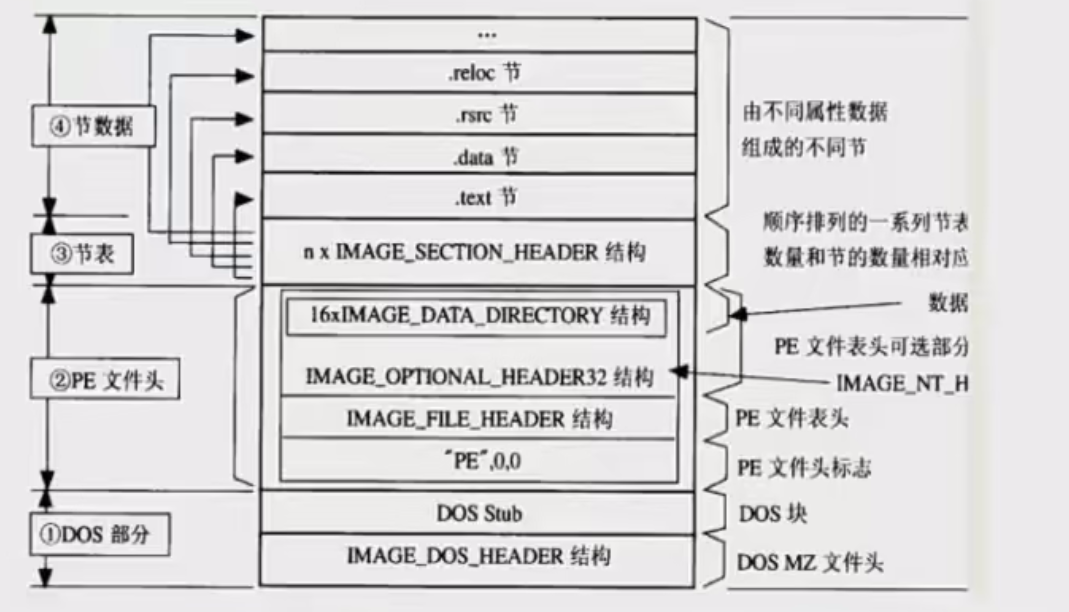 ...
.reloc 节
.rsrc 节
④节数据
.data 节
.text 节
由不同属性数据
组成的不同节
③节表
n x IMAGE_SECTION_HEADER 结构
顺序排列的一系列节表
数量和节的数量相对应
16xIMAGE_DATA_DIRECTORY 结构
数据
PE 文件表头可选部分
②PE 文件头
IMAGE_OPTIONAL_HEADER32 结构
IMAGE_NT_H
IMAGE_FILE_HEADER 结构
PE 文件表头
"PE",0,0
PE 文件头标志
①DOS 部分
DOS Stub
DOS 块
IMAGE_DOS_HEADER 结构
DOS MZ 文件头